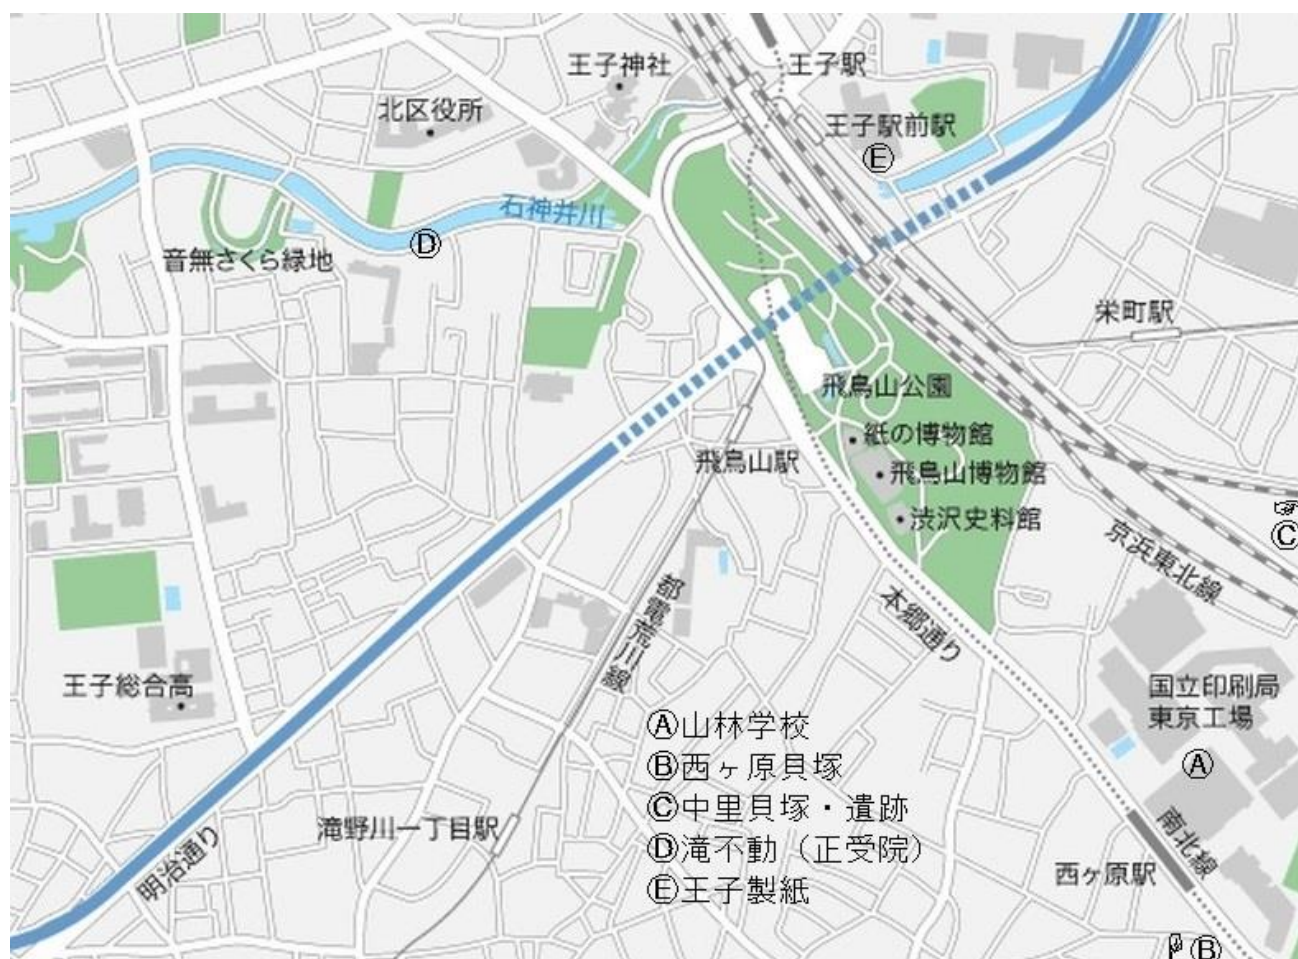 王子神社
王子駅
北区役所
王子駅前駅
Ⓔ
石神井川
Ⓓ
音無さくら緑地
栄町駅
飛鳥山公園
紙の博物館
飛鳥山駅
飛鳥山博物館
渋沢史料館
☞
Ⓒ
京浜東北線
都電荒川線
本郷通り
王子総合高
国立印刷局
東京工場
Ⓐ
Ⓐ山林学校
Ⓑ西ヶ原貝塚
Ⓒ中里貝塚・遺跡
Ⓓ滝不動（正受院）
Ⓔ王子製紙
滝野川一丁目駅
明治通り
南北線
西ヶ原駅
Ⓑ